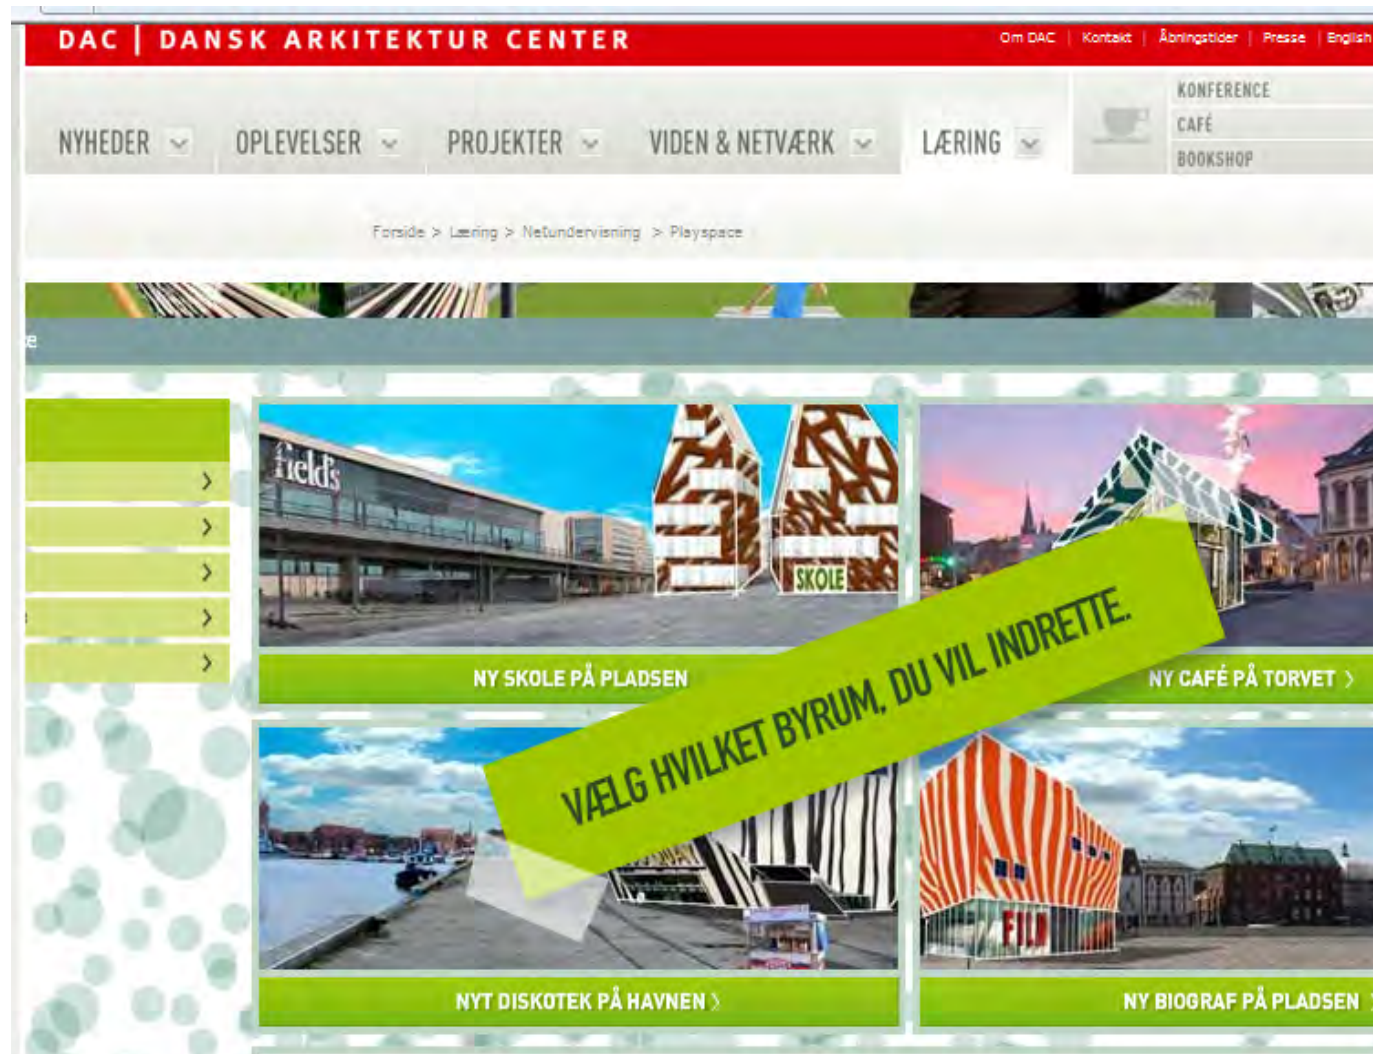 DAC | DANSK ARKITEKTUR CENTER
Om DAC | Kontakt | Åbningstider | Presse | English
NYHEDER
OPLEVELSER
PROJEKTER
VIDEN & NETVÆRK
LÆRING
KONFERENCE
CAFÉ
BOOKSHOP
Forside > Læring > Netundervisning > Playspace
field's
SKOLE
NY SKOLE PÅ PLADSEN
NY CAFÉ PÅ TORVET >
VÆLG HVILKET BYRUM, DU VIL INDRETTE.
FILM
NYT DISKOTEK PÅ HAVNEN >
NY BIOGRAF PÅ PLADSEN >